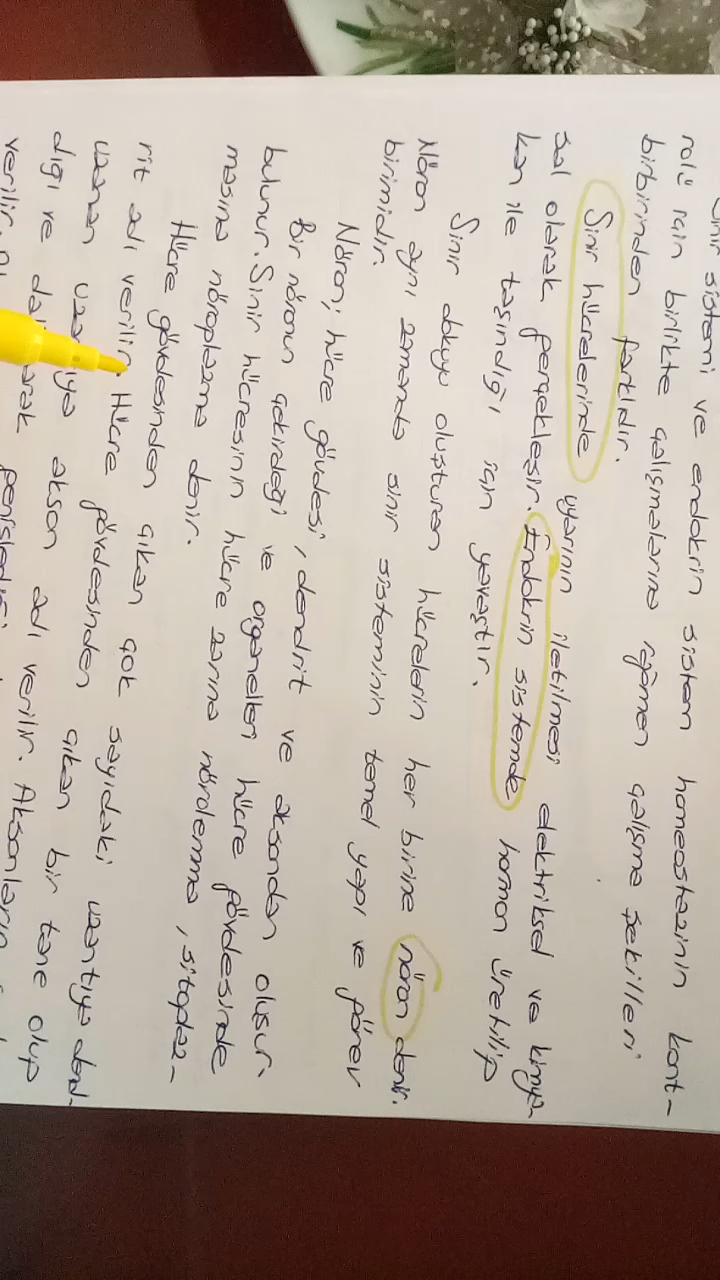 Sinir sistemi ve endokrin sistem homeostazinin kont-
rolü için birlikte çalışmalarına rağmen çalışma şekilleri
birbirinden farklıdır.
Sinir hücrelerinde uyarının iletilmesi elektriksel ve kimya-
sal olarak gerçekleşir. Endokrin sistemde hormon üretilip
kan ile taşındığı için yavaştır.
Sinir dokuyu oluşturan hücrelerin her birine nöron denir.
Nöron aynı zamanda sinir sisteminin temel yapı ve görev
birimidir.
Nöron; hücre gövdesi, dendrit ve aksondan oluşur.
Bir nöronun çekirdeği ve organelleri hücre gövdesinde
bulunur. Sinir hücresinin hücre zarına nörolemma, sitoplaz-
masına nöroplazma denir.
Hücre gövdesinden çıkan çok sayıdaki uzantıya dend-
rit adı verilir. Hücre gövdesinden çıkan bir tane olup
uzanan akson adı verilir. Aksonların
dığı ve
verilir.